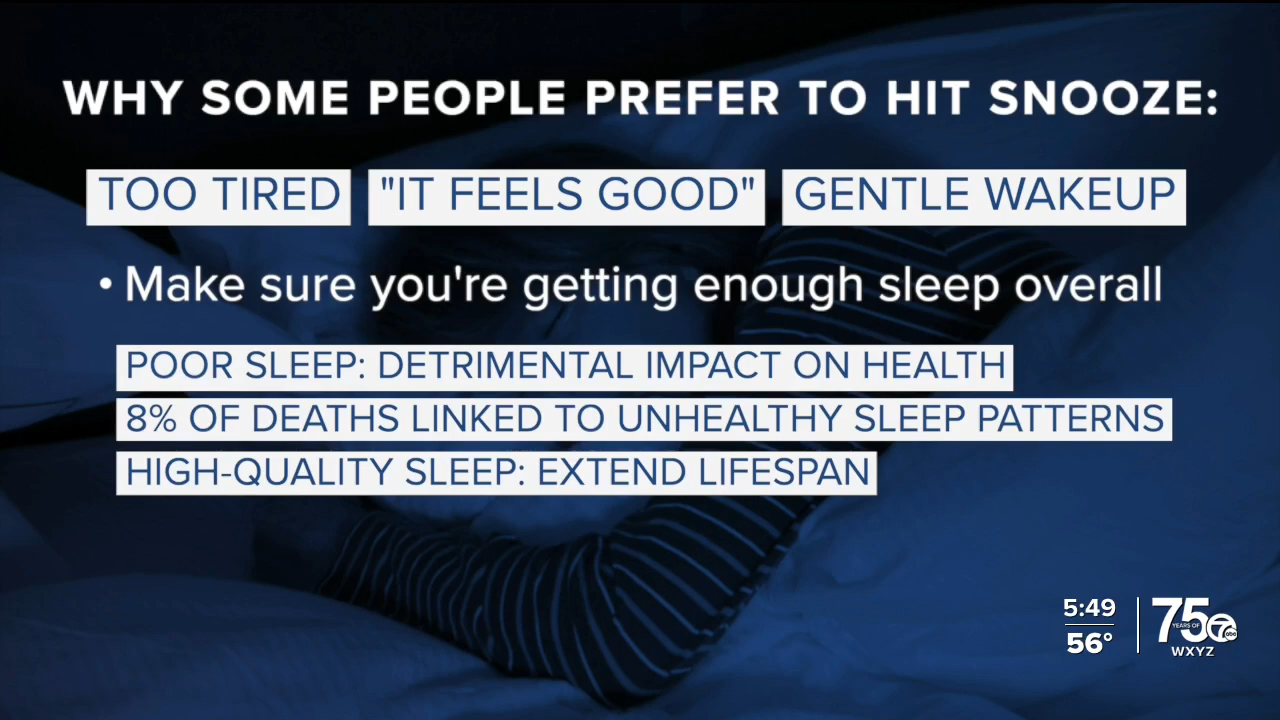 WHY SOME PEOPLE PREFER TO HIT SNOOZE:
TOO TIRED "IT FEELS GOOD" GENTLE WAKEUP
• Make sure you're getting enough sleep overall
POOR SLEEP: DETRIMENTAL IMPACT ON HEALTH
8% OF DEATHS LINKED TO UNHEALTHY SLEEP PATTERNS
HIGH-QUALITY SLEEP: EXTEND LIFESPAN
5:49
56°
75 YEARS OF 7 abc
WXYZ